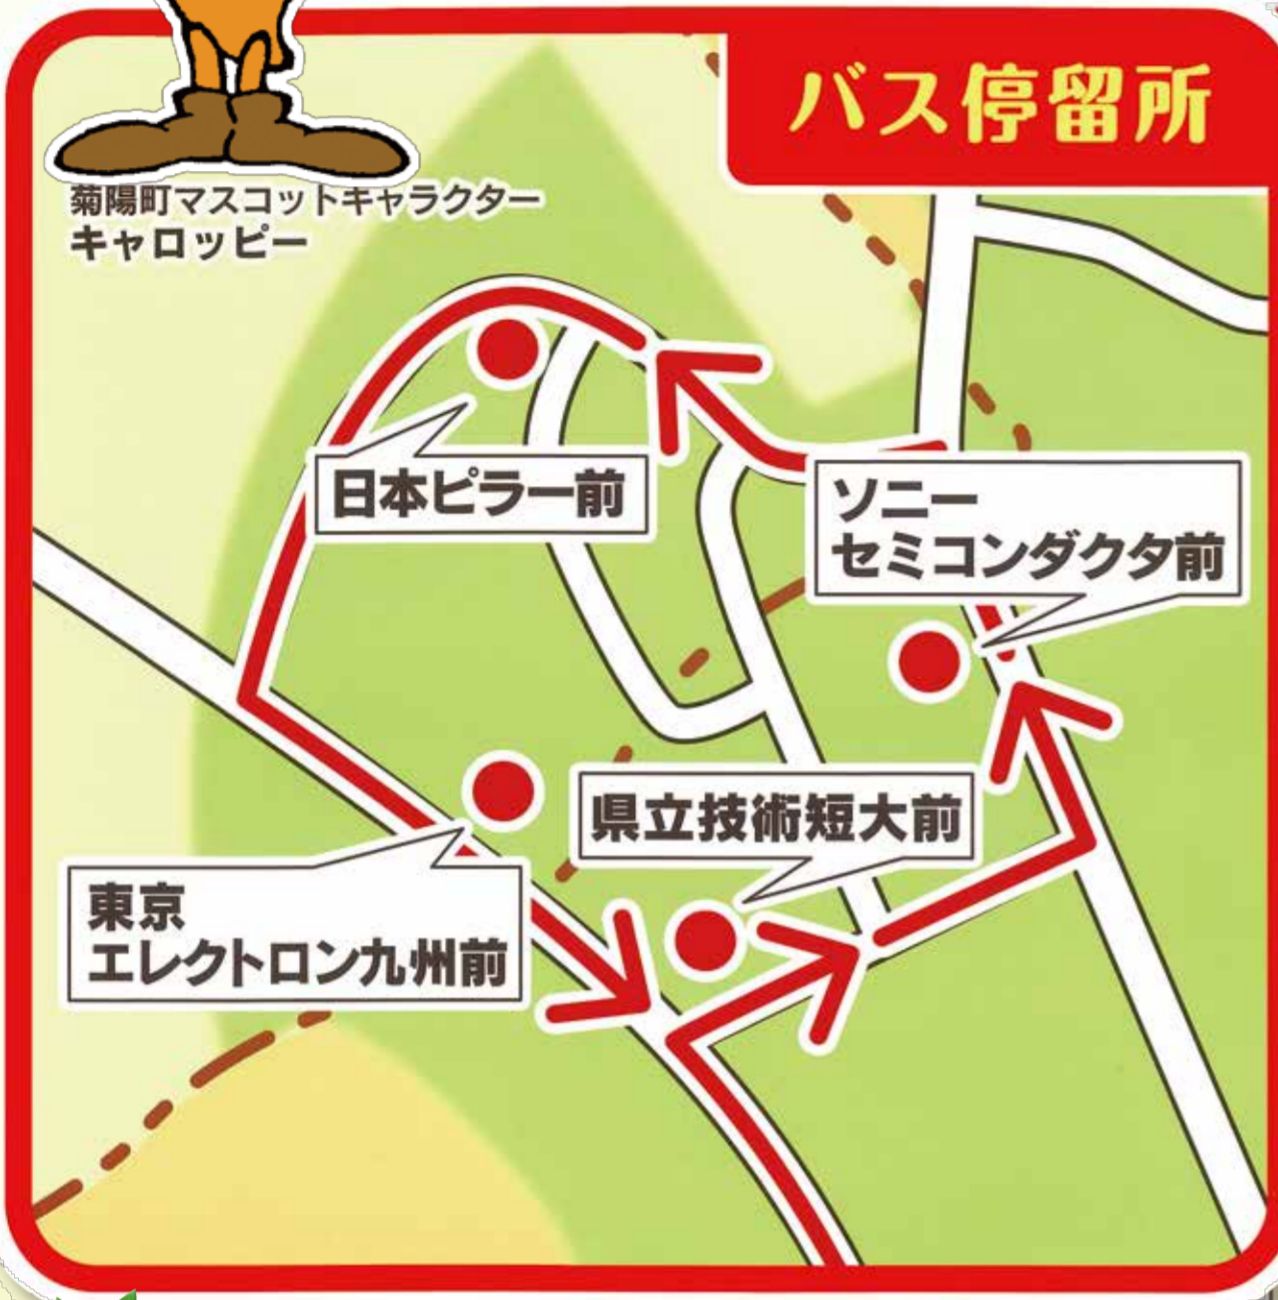 バス停留所
菊陽町マスコットキャラクター
キャロッピー
日本ピラー前
ソニー
セミコンダクタ前
県立技術短大前
東京
エレクトロン九州前